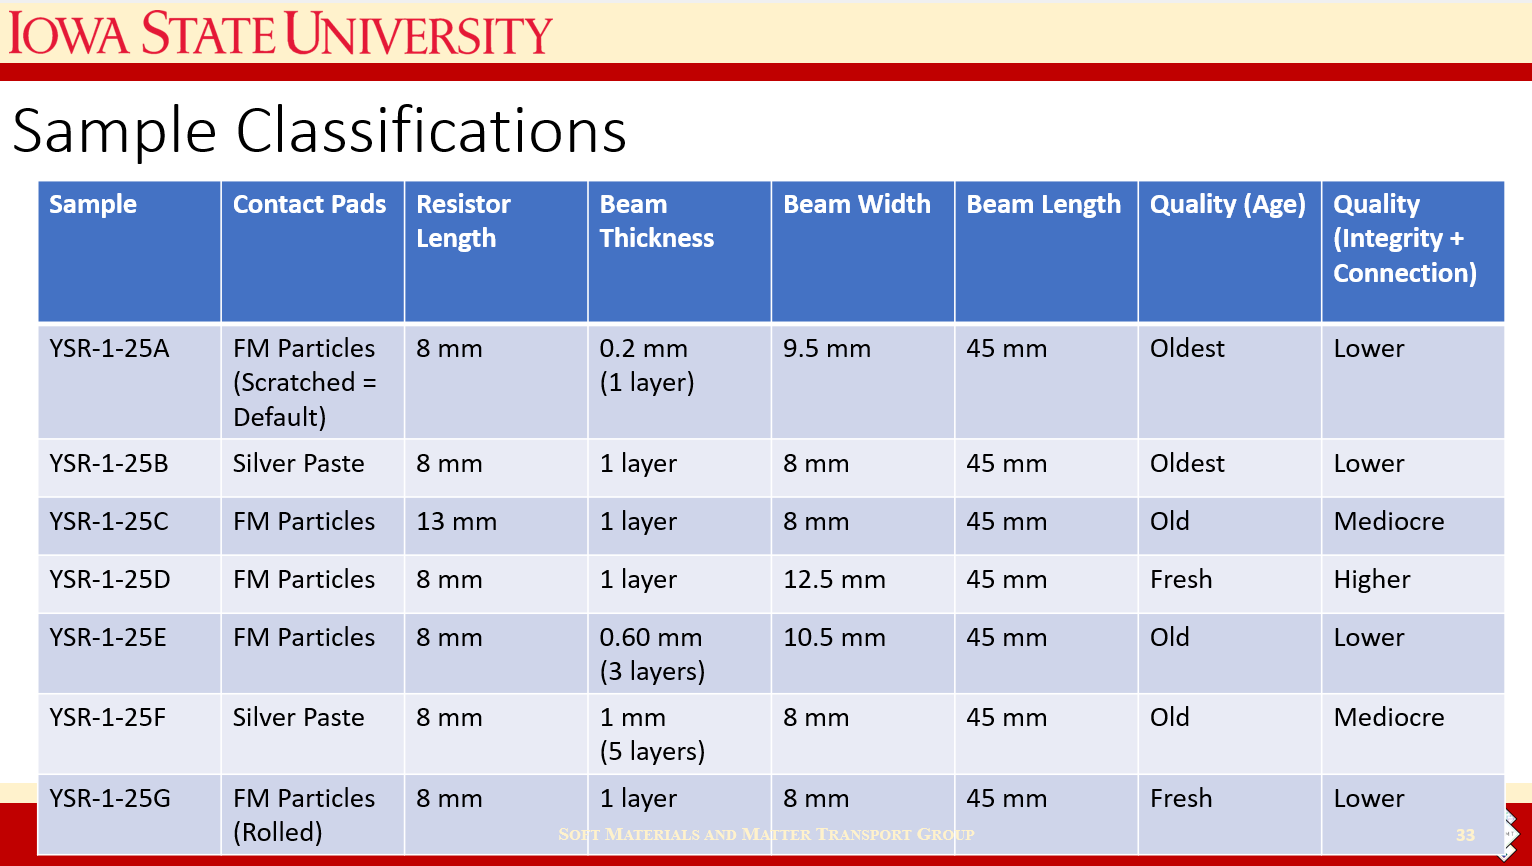 IOWA STATE UNIVERSITY
Sample Classifications
Sample
Contact Pads
Resistor
Length
Beam
Thickness
Beam Width
Beam Length
Quality (Age)
Quality
(Integrity +
Connection)
YSR-1-25A
FM Particles
(Scratched =
Default)
8 mm
0.2 mm
(1 layer)
9.5 mm
45 mm
Oldest
Lower
YSR-1-25B
Silver Paste
8 mm
1 layer
8 mm
45 mm
Oldest
Lower
YSR-1-25C
FM Particles
13 mm
1 layer
8 mm
45 mm
Old
Mediocre
YSR-1-25D
FM Particles
8 mm
1 layer
12.5 mm
45 mm
Fresh
Higher
YSR-1-25E
FM Particles
8 mm
0.60 mm
(3 layers)
10.5 mm
45 mm
Old
Lower
YSR-1-25F
Silver Paste
8 mm
1 mm
(5 layers)
8 mm
45 mm
Old
Mediocre
YSR-1-25G
FM Particles
(Rolled)
8 mm
1 layer
8 mm
45 mm
Fresh
Lower
SOFT MATERIALS AND MATTER TRANSPORT GROUP
33